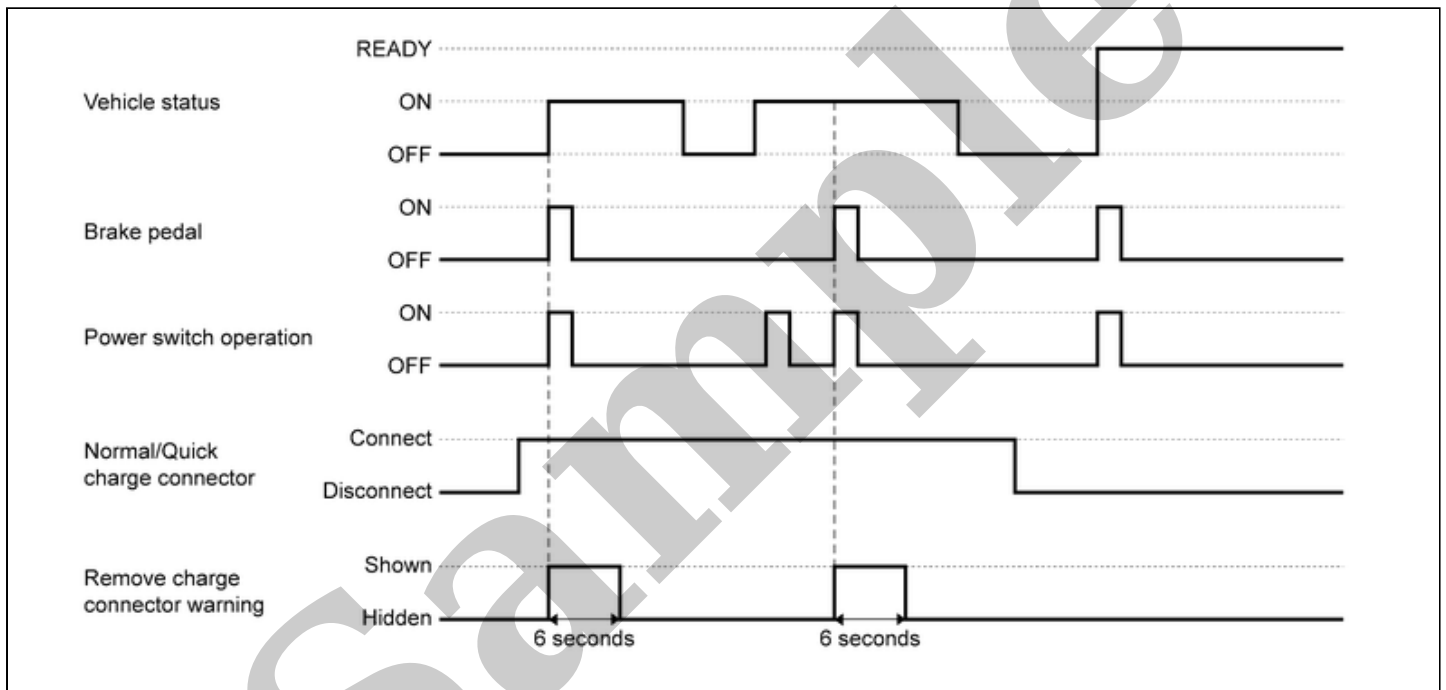 READY
Vehicle status
ON
OFF
ON
Brake pedal
OFF
ON
Power switch operation
OFF
Connect
Normal/Quick
charge connector
Disconnect
Shown
Remove charge
connector warning
Hidden
6 seconds
6 seconds
Sample